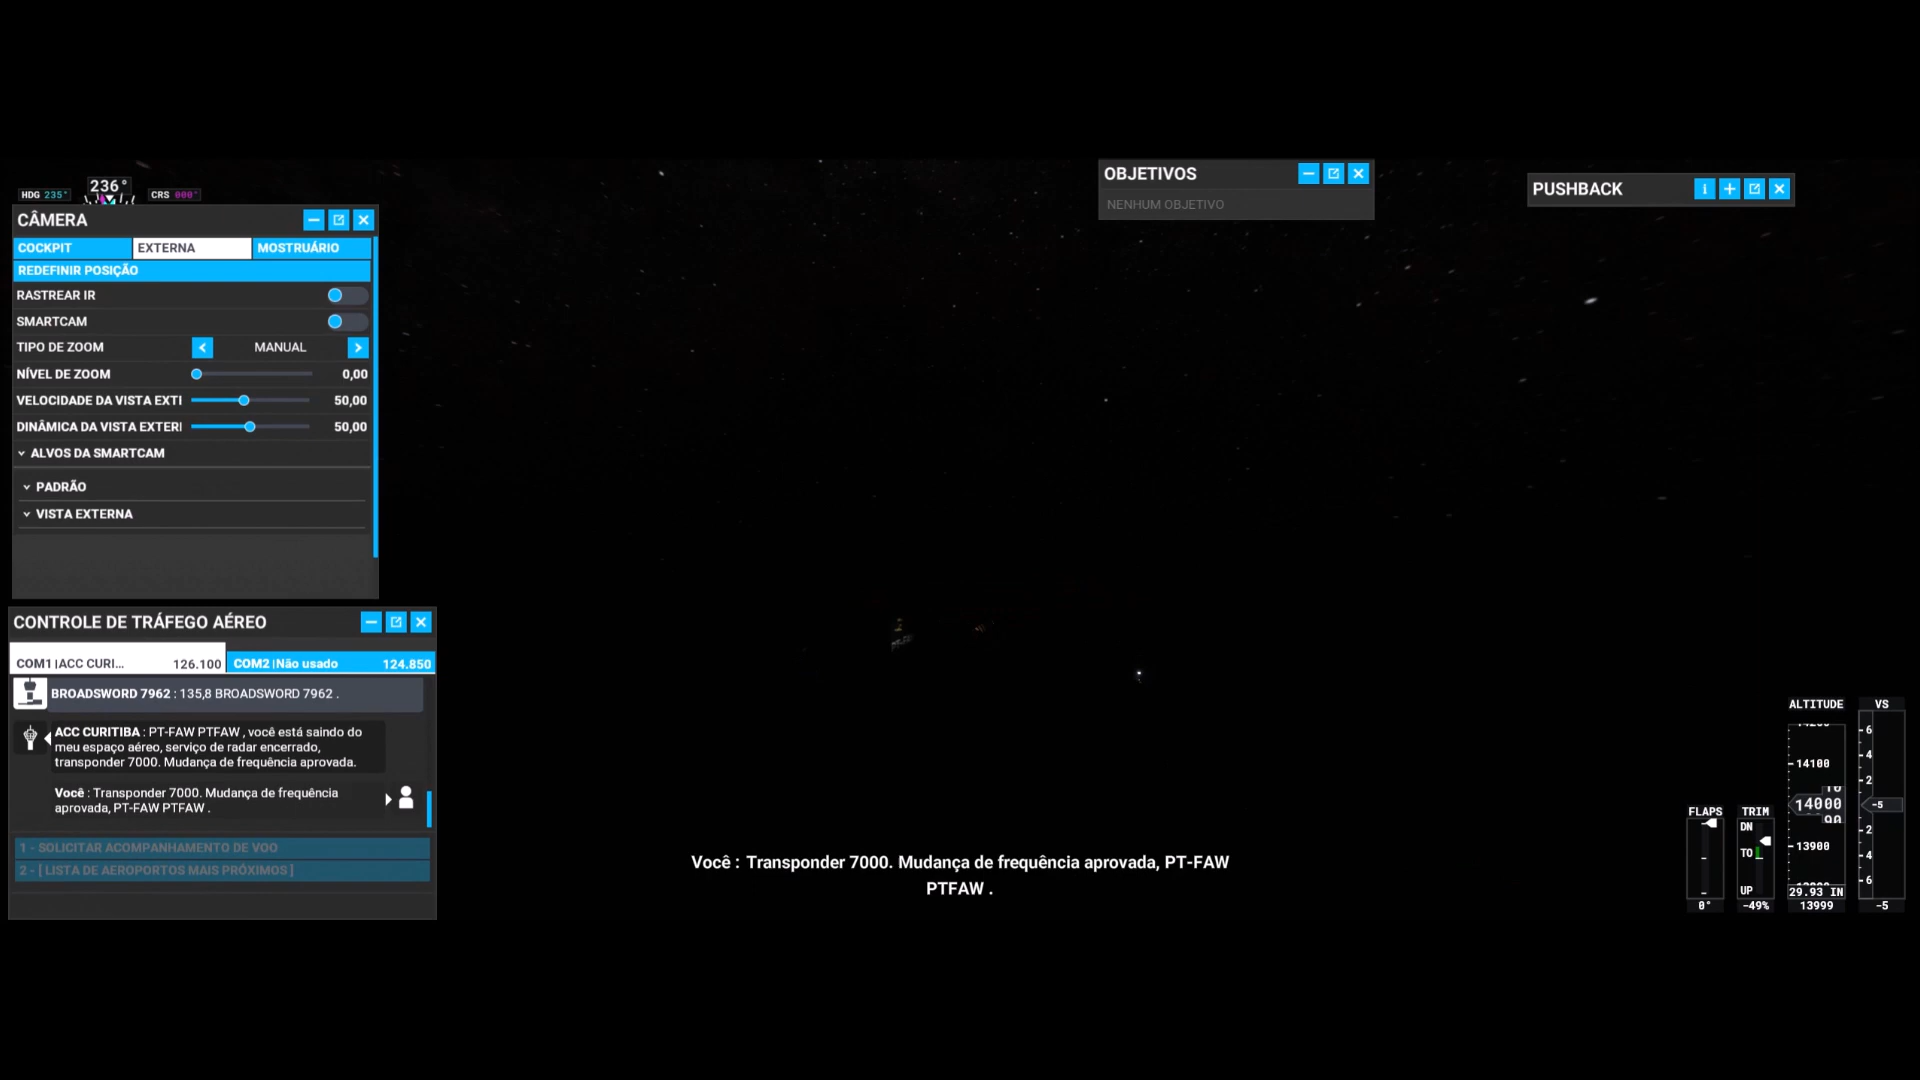 HDG 235°
236°
CRS 000°
CÂMERA
COCKPIT
EXTERNA
MOSTRUÁRIO
REDEFINIR POSIÇÃO
RASTREAR IR
SMARTCAM
TIPO DE ZOOM
MANUAL
NÍVEL DE ZOOM
0,00
VELOCIDADE DA VISTA EXTI
50,00
DINÂMICA DA VISTA EXTERI
50,00
ALVOS DA SMARTCAM
PADRÃO
VISTA EXTERNA
OBJETIVOS
NENHUM OBJETIVO
PUSHBACK
CONTROLE DE TRÁFEGO AÉREO
COM1 |ACC CURI... 126.100
COM2 |Não usado 124.850
BROADSWORD 7962 : 135,8 BROADSWORD 7962 .
ACC CURITIBA : PT-FAW PTFAW , você está saindo do
meu espaço aéreo, serviço de radar encerrado,
transponder 7000. Mudança de frequência aprovada.
Você : Transponder 7000. Mudança de frequência
aprovada, PT-FAW PTFAW .
1 - SOLICITAR ACOMPANHAMENTO DE VOO
2 - [ LISTA DE AEROPORTOS MAIS PRÓXIMOS ]
Você : Transponder 7000. Mudança de frequência aprovada, PT-FAW
PTFAW .
FLAPS
0°
TRIM
DN
TO
UP
-49%
ALTITUDE
14100
14000
13900
29.93 IN
13999
VS
6
4
2
-5
2
4
6
-5